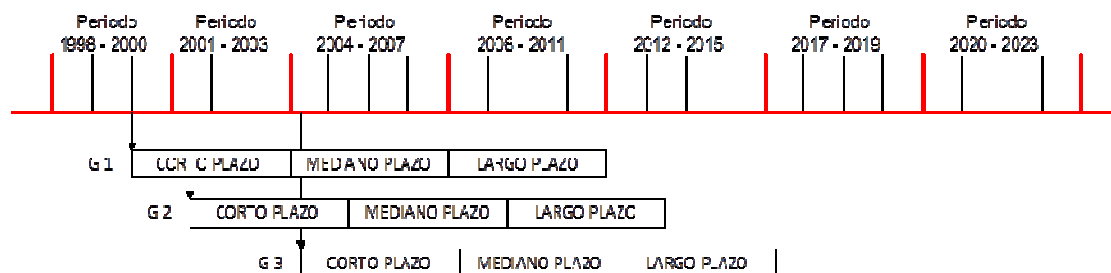 Periodo Periodo Periodo Periodo Periodo Periodo Periodo
1998 - 2000 2001 - 2003 2004 - 2007 2008 - 2011 2012 - 2015 2017 - 2019 2020 - 2023
G 1 CORTO PLAZO MEDIANO PLAZO LARGO PLAZO
G 2 CORTO PLAZO MEDIANO PLAZO LARGO PLAZO
G 3 CORTO PLAZO MEDIANO PLAZO LARGO PLAZO